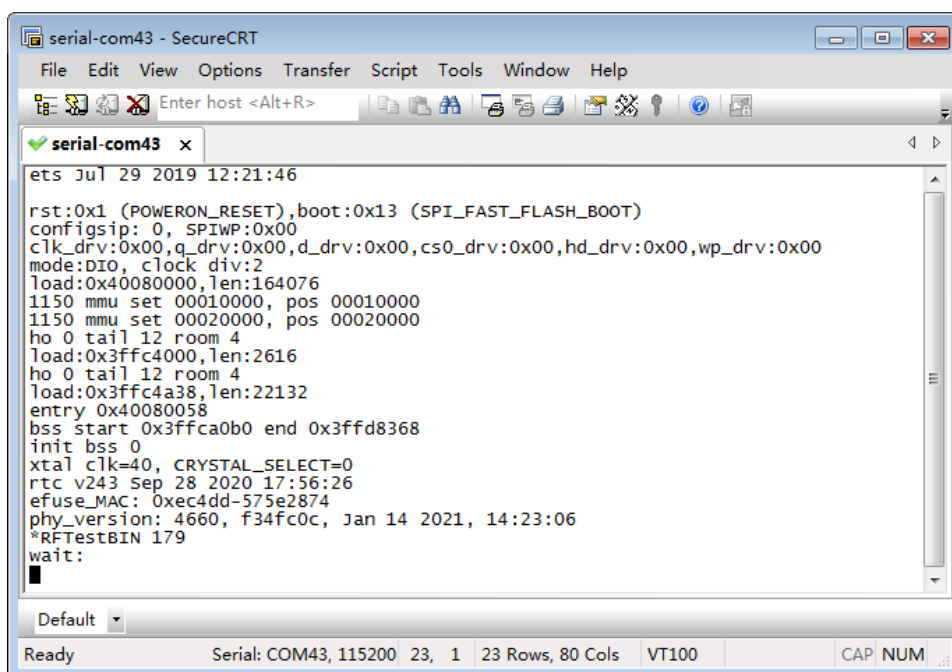 serial-com43 - SecureCRT
File Edit View Options Transfer Script Tools Window Help
Enter host <Alt+R>
serial-com43 x
ets Jul 29 2019 12:21:46
rst:0x1 (POWERON_RESET),boot:0x13 (SPI_FAST_FLASH_BOOT)
configsip: 0, SPIWP:0x00
clk_drv:0x00,q_drv:0x00,d_drv:0x00,cs0_drv:0x00,hd_drv:0x00,wp_drv:0x00
mode:DIO, clock div:2
load:0x40080000,len:164076
1150 mmu set 00010000, pos 00010000
1150 mmu set 00020000, pos 00020000
ho 0 tail 12 room 4
load:0x3ffc4000,len:2616
ho 0 tail 12 room 4
load:0x3ffc4a38,len:22132
entry 0x40080058
bss start 0x3ffca0b0 end 0x3ffd8368
init bss 0
xtal clk=40, CRYSTAL_SELECT=0
rtc v243 Sep 28 2020 17:56:26
efuse_MAC: 0xec4dd-575e2874
phy_version: 4660, f34fc0c, Jan 14 2021, 14:23:06
*RFTestBIN 179
wait:
Default
Ready Serial: COM43, 115200 23, 1 23 Rows, 80 Cols VT100 CAP NUM